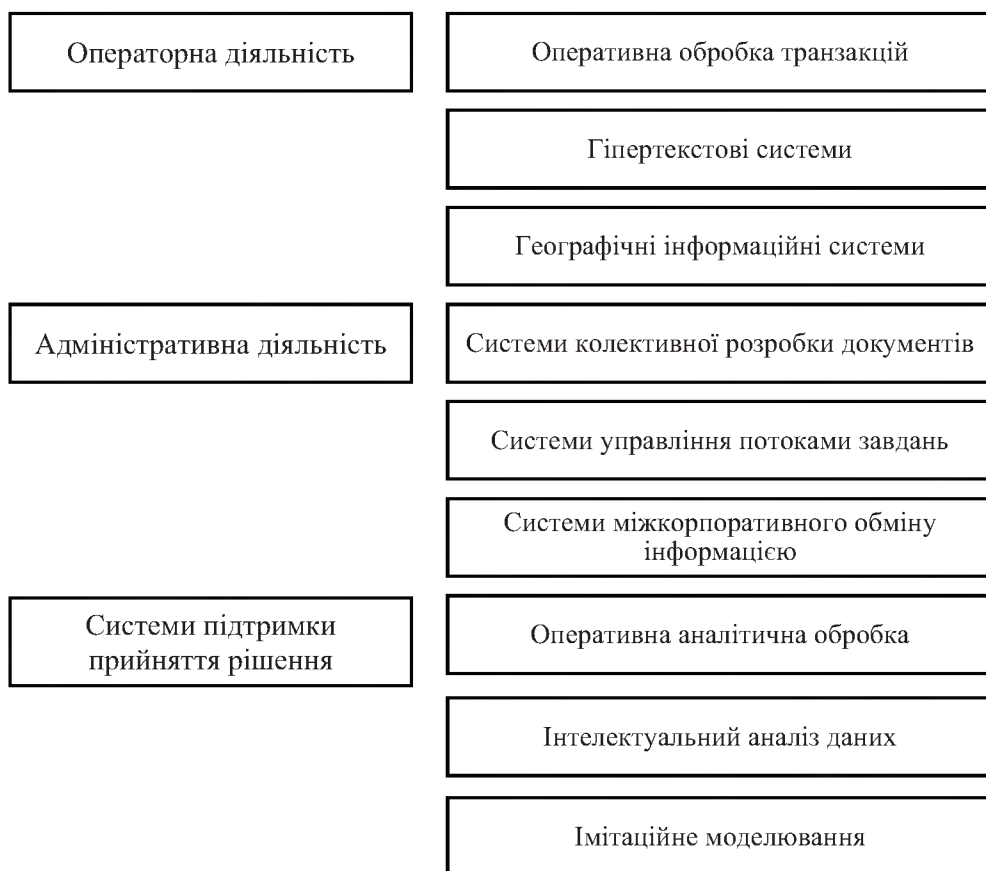 Операторна діяльність
Оперативна обробка транзакцій
Гіпертекстові системи
Географічні інформаційні системи
Адміністративна діяльність
Системи колективної розробки документів
Системи управління потоками завдань
Системи міжкорпоративного обміну
інформацією
Системи підтримки
прийняття рішення
Оперативна аналітична обробка
Інтелектуальний аналіз даних
Імітаційне моделювання